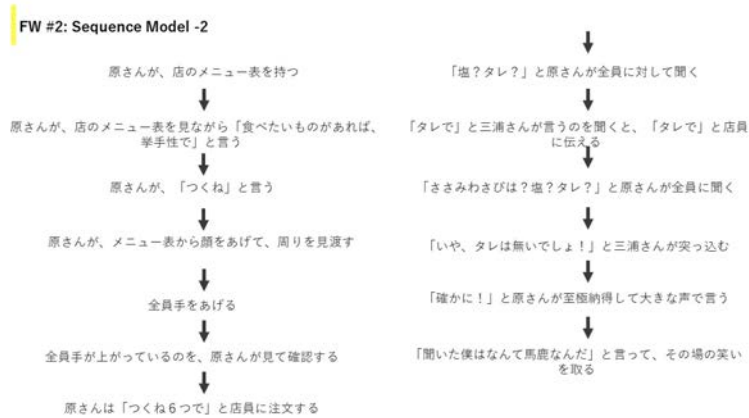 FW #2: Sequence Model -2
原さんが、店のメニュー表を持つ
原さんが、店のメニュー表を見ながら「食べたいものがあれば、
挙手性で」と言う
原さんが、「つくね」と言う
原さんが、メニュー表から顔をあげて、周りを見渡す
全員手をあげる
全員手が上がっているのを、原さんが見て確認する
原さんは「つくね６つで」と店員に注文する
「塩？タレ？」と原さんが全員に対して聞く
「タレで」と三浦さんが言うのを聞くと、「タレで」と店員
に伝える
「ささみわさびは？塩？タレ？」と原さんが全員に聞く
「いや、タレは無いでしょ！」と三浦さんが突っ込む
「確かに！」と原さんが至極納得して大きな声で言う
「聞いた僕はなんて馬鹿なんだ」と言って、その場の笑い
を取る